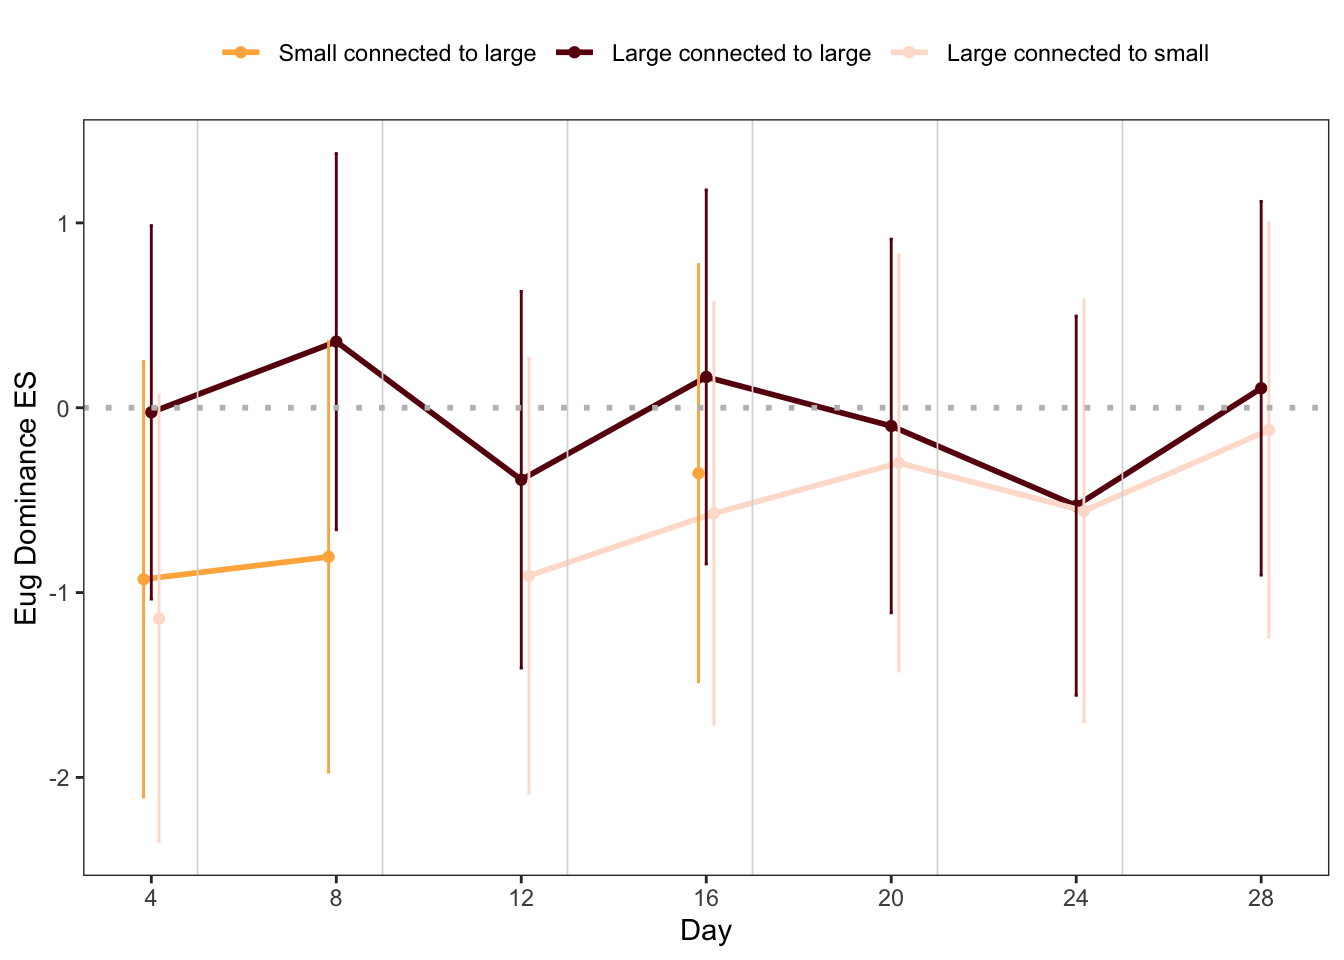 Small connected to large Large connected to large Large connected to small
Eug Dominance ES
1
0
-1
-2
4 8 12 16 20 24 28
Day